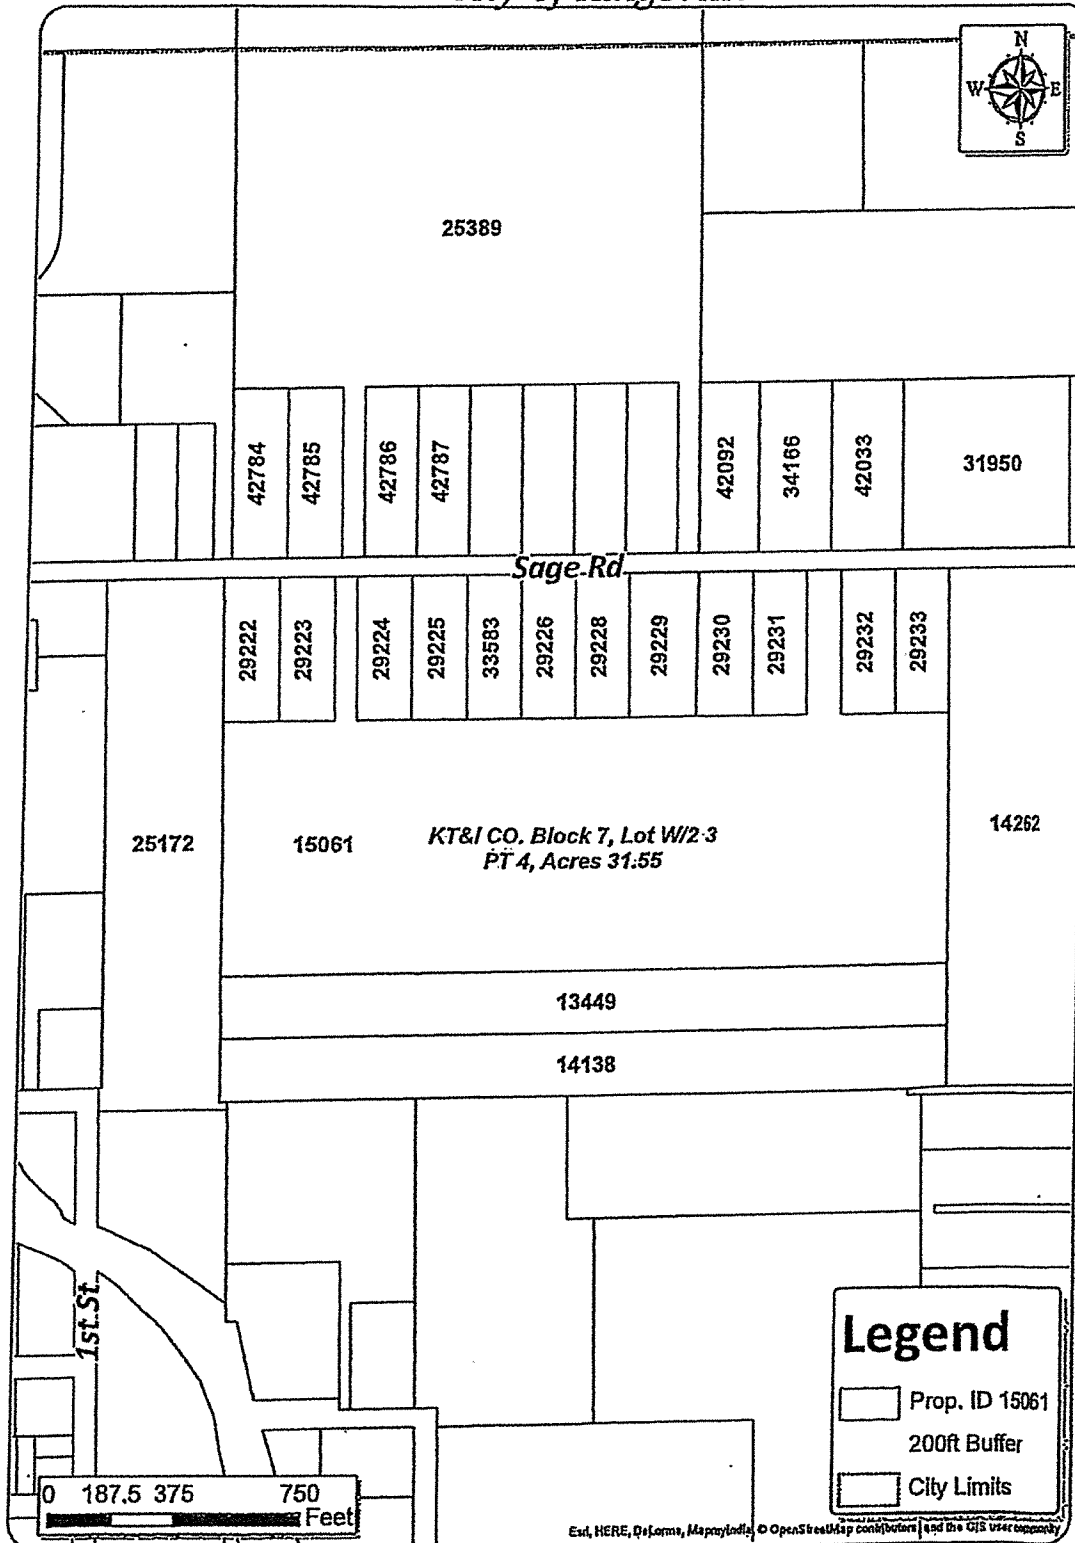 N
W E
S
25389
42784
42785
42786
42787
42092
34166
42033
31950
Sage Rd
29222
29223
29224
29225
33583
29226
29228
29229
29230
29231
29232
29233
25172
15061
KT&I CO. Block 7, Lot W/2-3
PT 4, Acres 31.55
14262
13449
14138
1st St
Legend
Prop. ID 15061
200ft Buffer
City Limits
0 187.5 375 750
Feet
Esri, HERE, DeLorme, MapmyIndia, © OpenStreetMap contributors, and the GIS user community